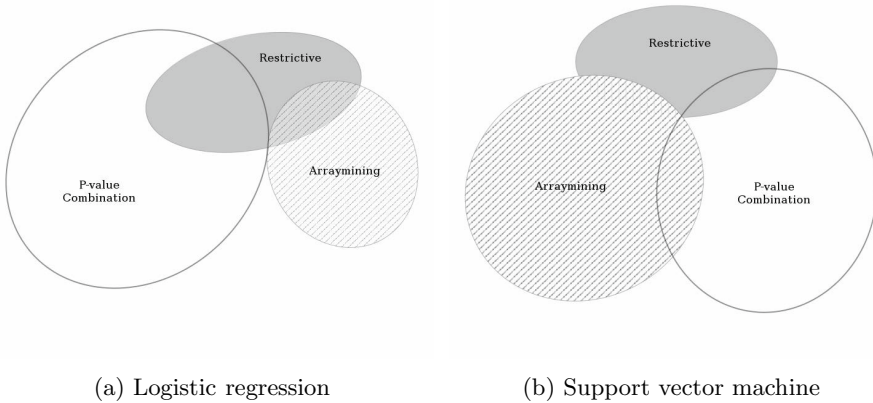 Restrictive
P-value
Combination
Arraymining
Restrictive
Arraymining
P-value
Combination
(a) Logistic regression
(b) Support vector machine